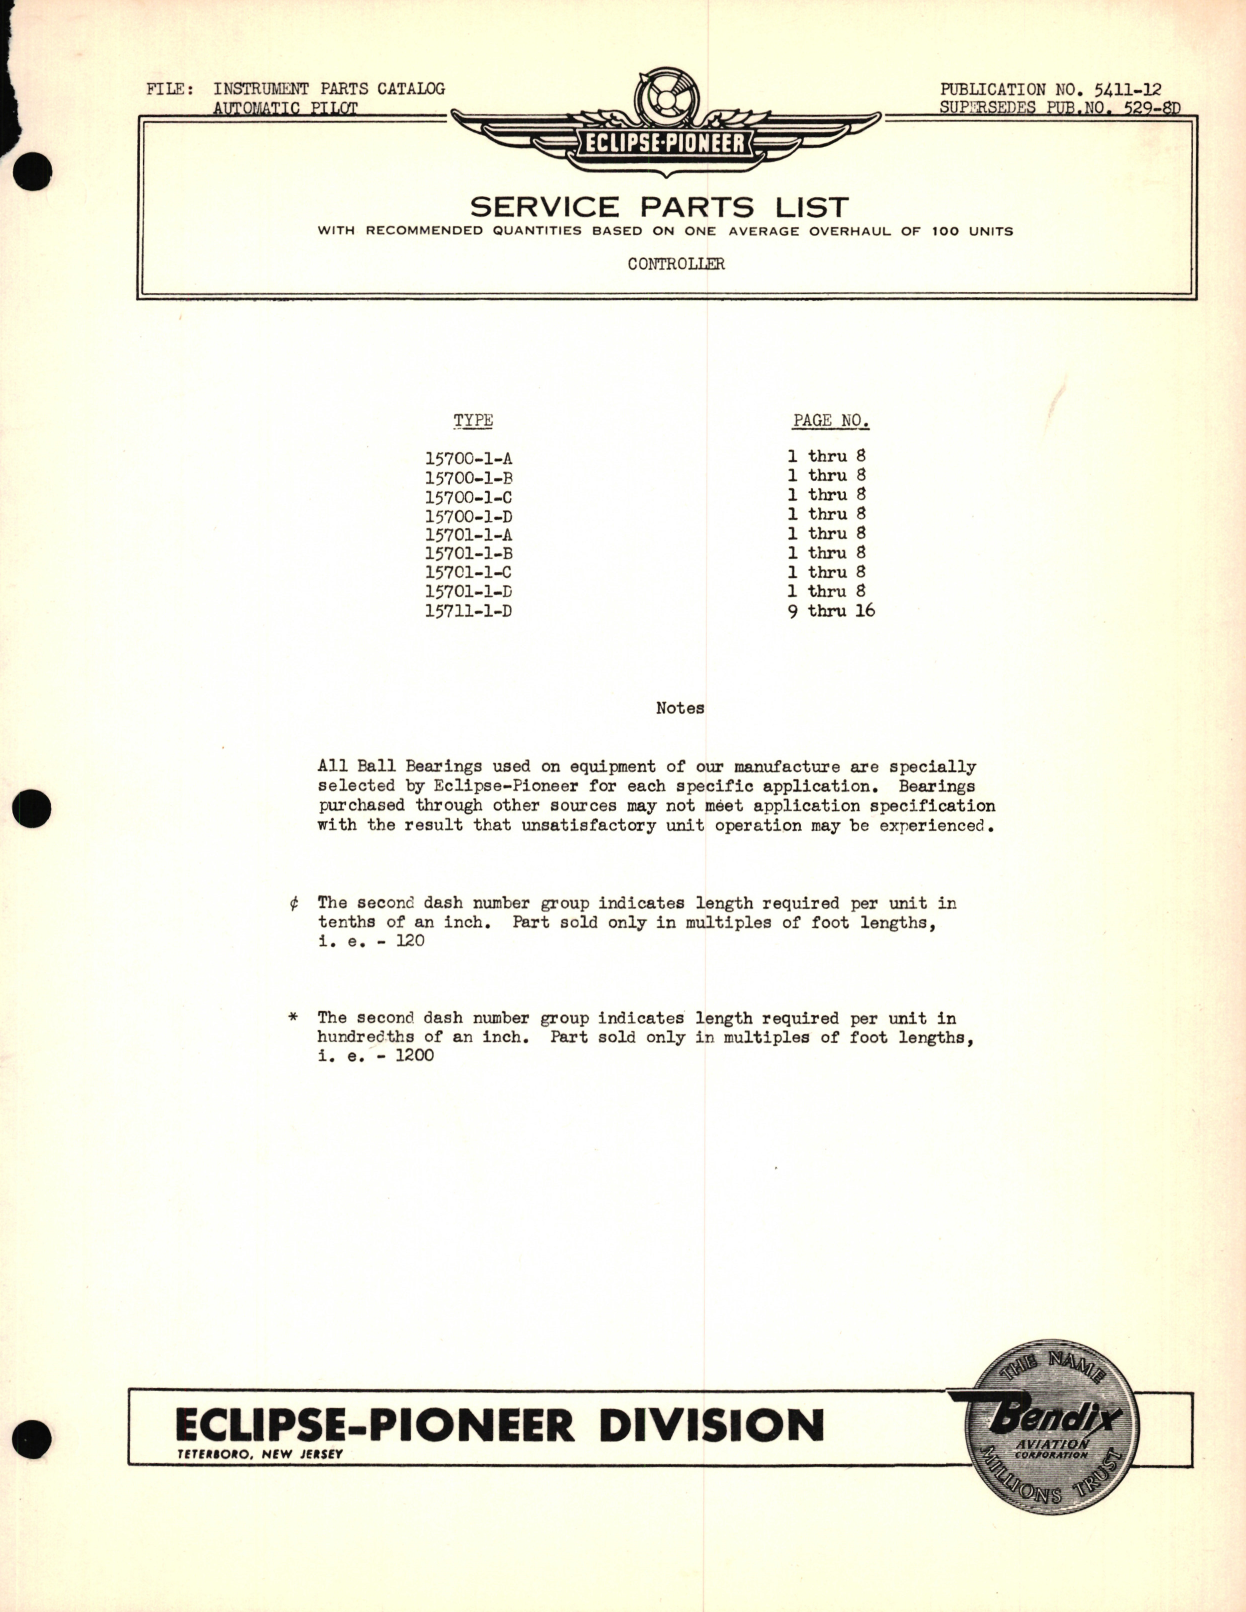 FILE: INSTRUMENT PARTS CATALOG
AUTOMATIC PILOT
PUBLICATION NO. 5411-12
SUPERSEDES PUB.NO. 529-8D
ECLIPSE-PIONEER
SERVICE PARTS LIST
WITH RECOMMENDED QUANTITIES BASED ON ONE AVERAGE OVERHAUL OF 100 UNITS
CONTROLLER
TYPE PAGE NO.
15700-1-A 1 thru 8
15700-1-B 1 thru 8
15700-1-C 1 thru 8
15700-1-D 1 thru 8
15701-1-A 1 thru 8
15701-1-B 1 thru 8
15701-1-C 1 thru 8
15701-1-D 1 thru 8
15711-1-D 9 thru 16
Notes
All Ball Bearings used on equipment of our manufacture are specially
selected by Eclipse-Pioneer for each specific application. Bearings
purchased through other sources may not meet application specification
with the result that unsatisfactory unit operation may be experienced.
¢ The second dash number group indicates length required per unit in
tenths of an inch. Part sold only in multiples of foot lengths,
i. e. - 120
* The second dash number group indicates length required per unit in
hundredths of an inch. Part sold only in multiples of foot lengths,
i. e. - 1200
ECLIPSE-PIONEER DIVISION
TETERBORO, NEW JERSEY
THE NAME
Bendix
AVIATION
CORPORATION
MILLIONS TRUST